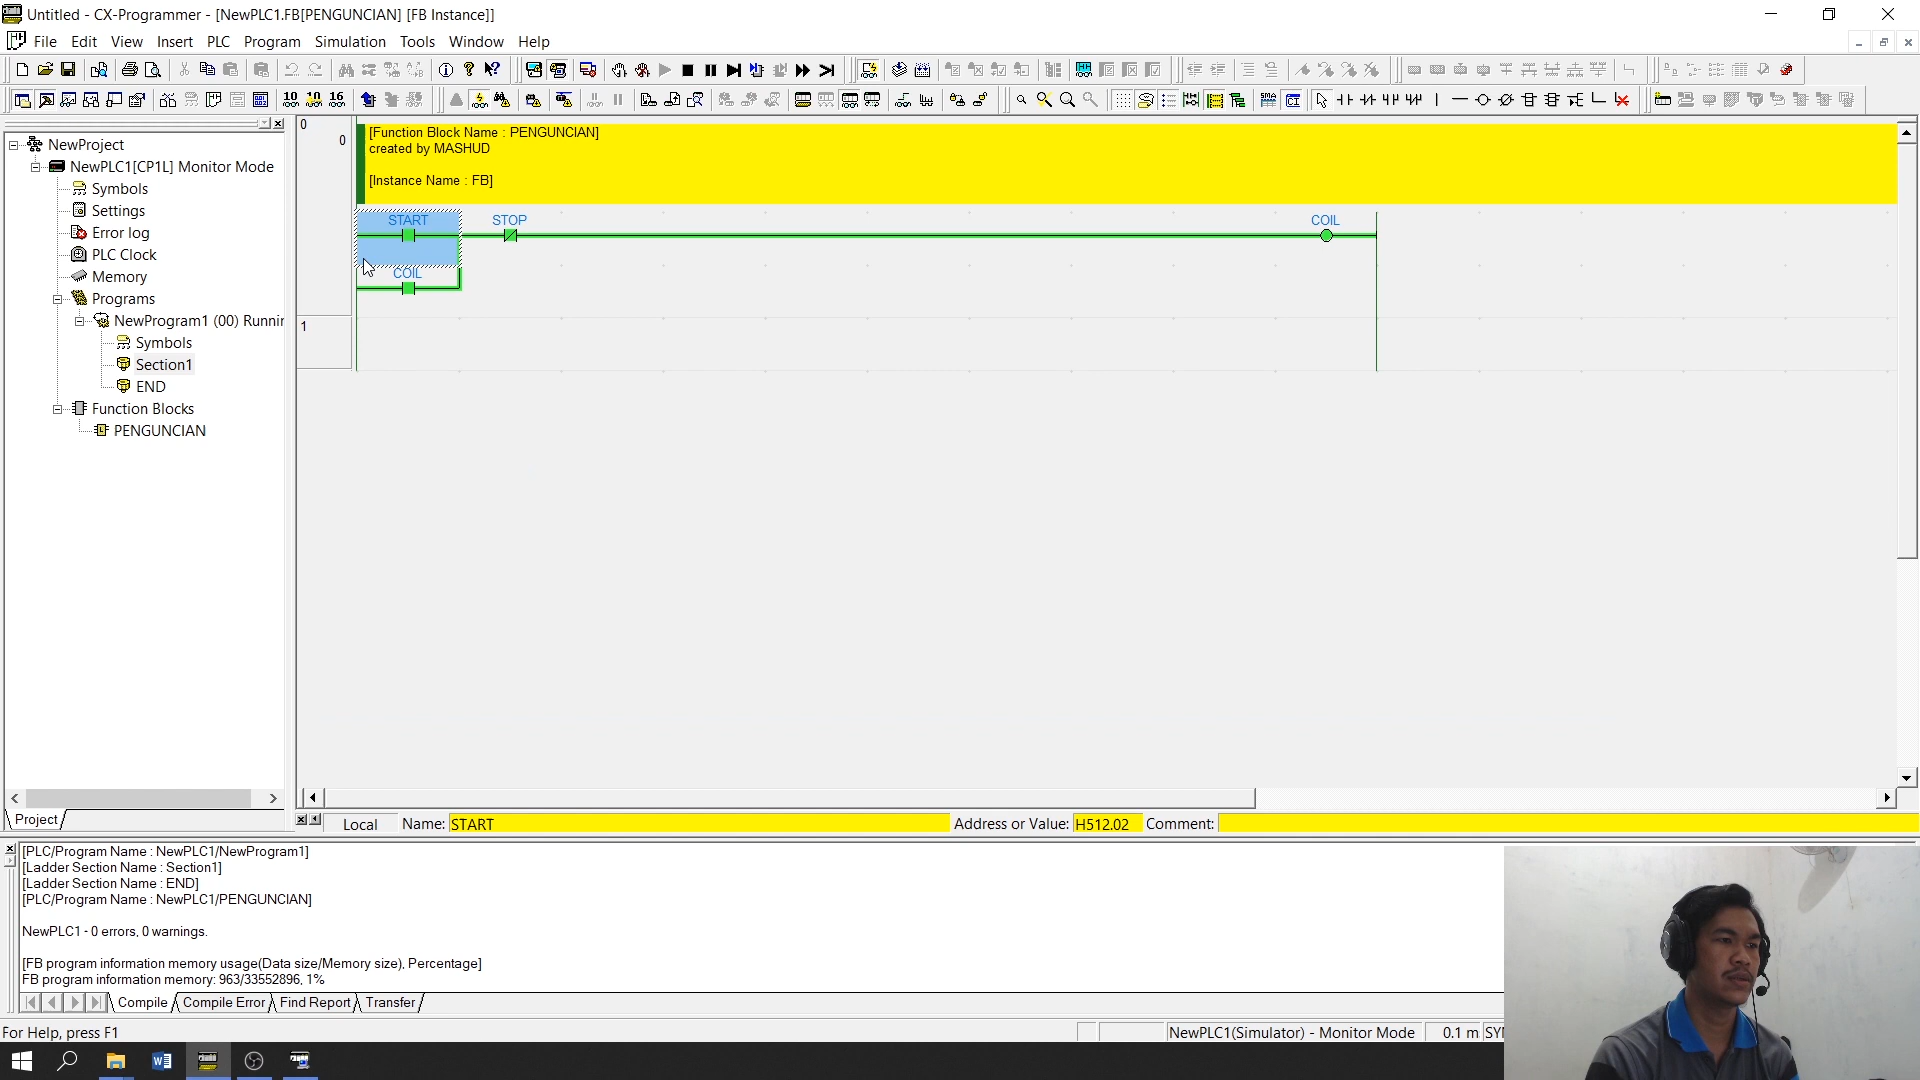 Untitled - CX-Programmer - [NewPLC1.FB[PENGUNCIAN] [FB Instance]]
File Edit View Insert PLC Program Simulation Tools Window Help
10 10 16
NewProject
NewPLC1[CP1L] Monitor Mode
Symbols
Settings
Error log
PLC Clock
Memory
Programs
NewProgram1 (00) Runnir
Symbols
Section1
END
Function Blocks
PENGUNCIAN
Project
0
0
[Function Block Name : PENGUNCIAN]
created by MASHUD
[Instance Name : FB]
START STOP COIL
COIL
1
Local Name: START Address or Value: H512.02 Comment:
[PLC/Program Name : NewPLC1/NewProgram1]
[Ladder Section Name : Section1]
[Ladder Section Name : END]
[PLC/Program Name : NewPLC1/PENGUNCIAN]
NewPLC1 - 0 errors, 0 warnings.
[FB program information memory usage(Data size/Memory size), Percentage]
FB program information memory: 963/33552896, 1%
Compile Compile Error Find Report Transfer
For Help, press F1
NewPLC1(Simulator) - Monitor Mode 0.1 m SYN